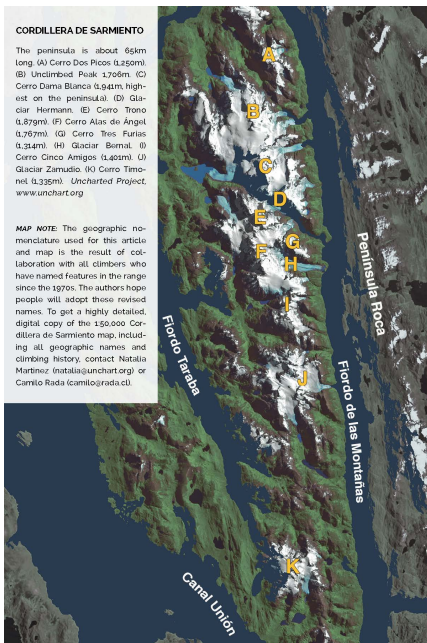 CORDILLERA DE SARMIENTO
The peninsula is about 65km
long. (A) Cerro Dos Picos (1,250m).
(B) Unclimbed Peak 1,706m. (C)
Cerro Dama Blanca (1,941m, high-
est on the peninsula). (D) Gla-
ciar Hermann. (E) Cerro Trono
(1,879m). (F) Cerro Alas de Ángel
(1,767m). (G) Cerro Tres Furias
(1,314m). (H) Glaciar Bernal. (I)
Cerro Cinco Amigos (1,401m). (J)
Glaciar Zamudio. (K) Cerro Timo-
nel (1,335m). Uncharted Project,
www.unchart.org
MAP NOTE: The geographic no-
menclature used for this article
and map is the result of col-
laboration with all climbers who
have named features in the range
since the 1970s. The authors hope
people will adopt these revised
names. To get a highly detailed,
digital copy of the 1:50,000 Cor-
dillera de Sarmiento map, includ-
ing all geographic names and
climbing history, contact Natalia
Martinez (natalia@unchart.org) or
Camilo Rada (camilo@rada.cl).
A
B
C
D
E
F
G
H
I
J
K
Península Roca
Fiordo Taraba
Fiordo de las Montañas
Canal Unión